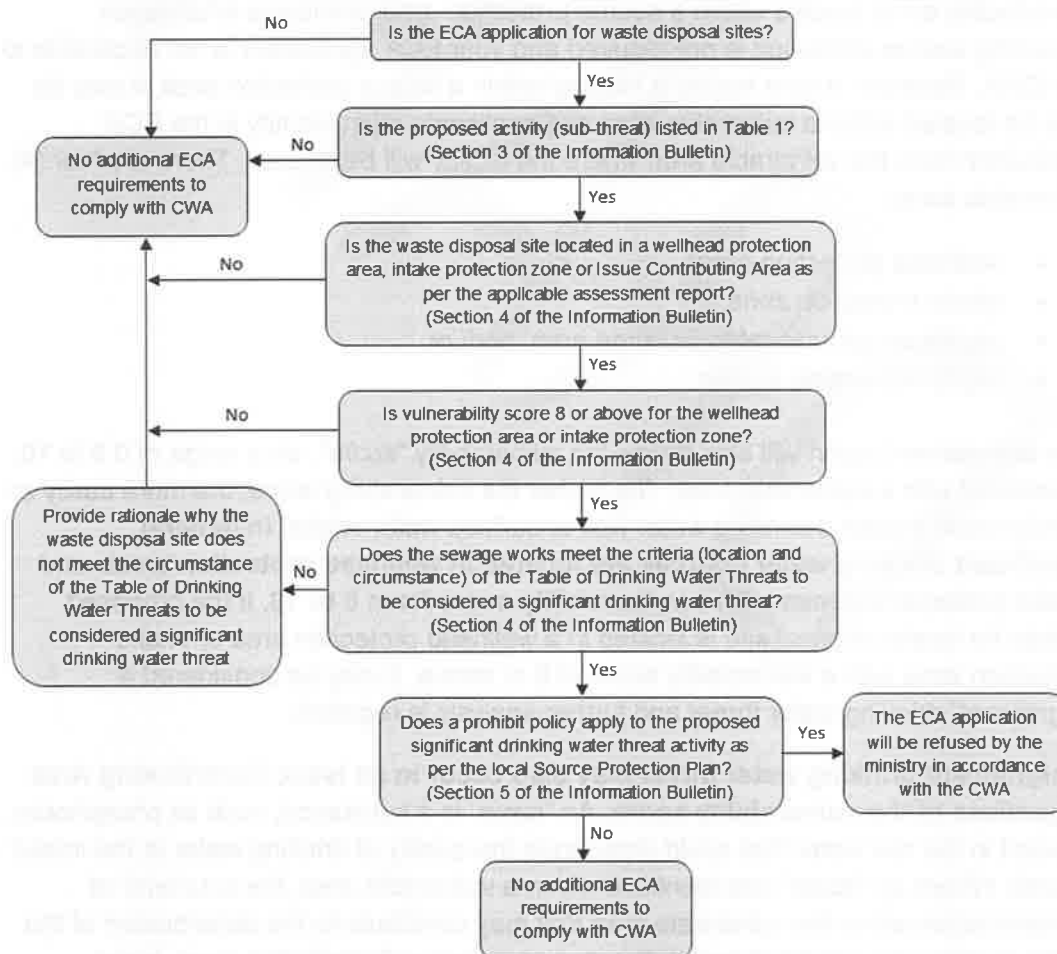 No
Is the ECA application for waste disposal sites?
Yes
Is the proposed activity (sub-threat) listed in Table 1?
(Section 3 of the Information Bulletin)
No
No additional ECA
requirements to
comply with CWA
Yes
Is the waste disposal site located in a wellhead protection
area, intake protection zone or Issue Contributing Area as
per the applicable assessment report?
(Section 4 of the Information Bulletin)
No
Yes
Is vulnerability score 8 or above for the wellhead
protection area or intake protection zone?
(Section 4 of the Information Bulletin)
No
Yes
Provide rationale why the
waste disposal site does
not meet the circumstance
of the Table of Drinking
Water Threats to be
considered a significant
drinking water threat
No
Does the sewage works meet the criteria (location and
circumstance) of the Table of Drinking Water Threats to
be considered a significant drinking water threat?
(Section 4 of the Information Bulletin)
Yes
Does a prohibit policy apply to the proposed
significant drinking water threat activity as
per the local Source Protection Plan?
(Section 5 of the Information Bulletin)
Yes
The ECA application
will be refused by the
ministry in accordance
with the CWA
No
No additional ECA
requirements to
comply with CWA